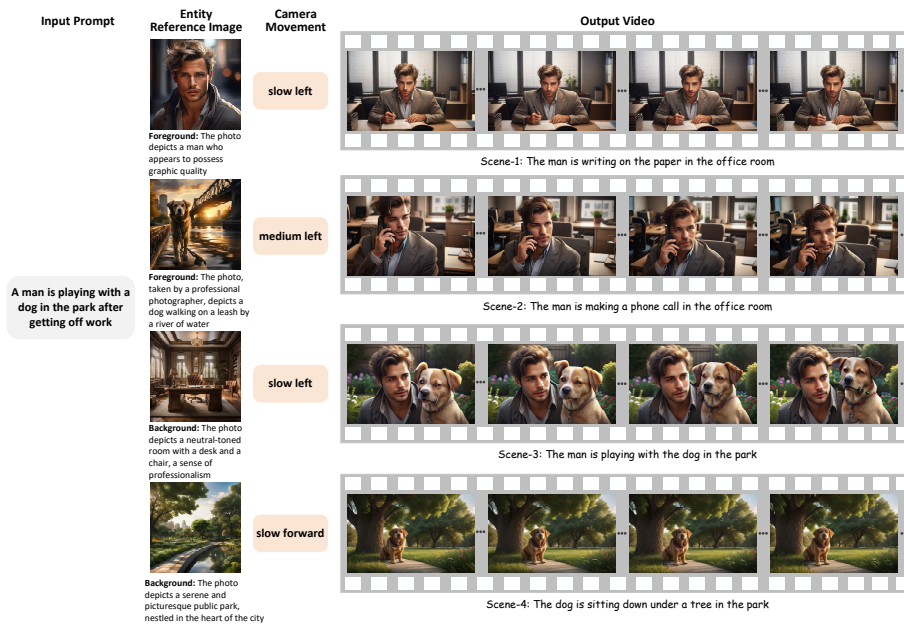 Input Prompt
Entity
Reference Image
Camera
Movement
Output Video
A man is playing with a
dog in the park after
getting off work
Foreground: The photo
depicts a man who
appears to possess
graphic quality
slow left
Scene-1: The man is writing on the paper in the office room
Foreground: The photo,
taken by a professional
photographer, depicts a
dog walking on a leash by
a river of water
medium left
Scene-2: The man is making a phone call in the office room
Background: The photo
depicts a neutral-toned
room with a desk and a
chair, a sense of
professionalism
slow left
Scene-3: The man is playing with the dog in the park
Background: The photo
depicts a serene and
picturesque public park,
nestled in the heart of the city
slow forward
Scene-4: The dog is sitting down under a tree in the park